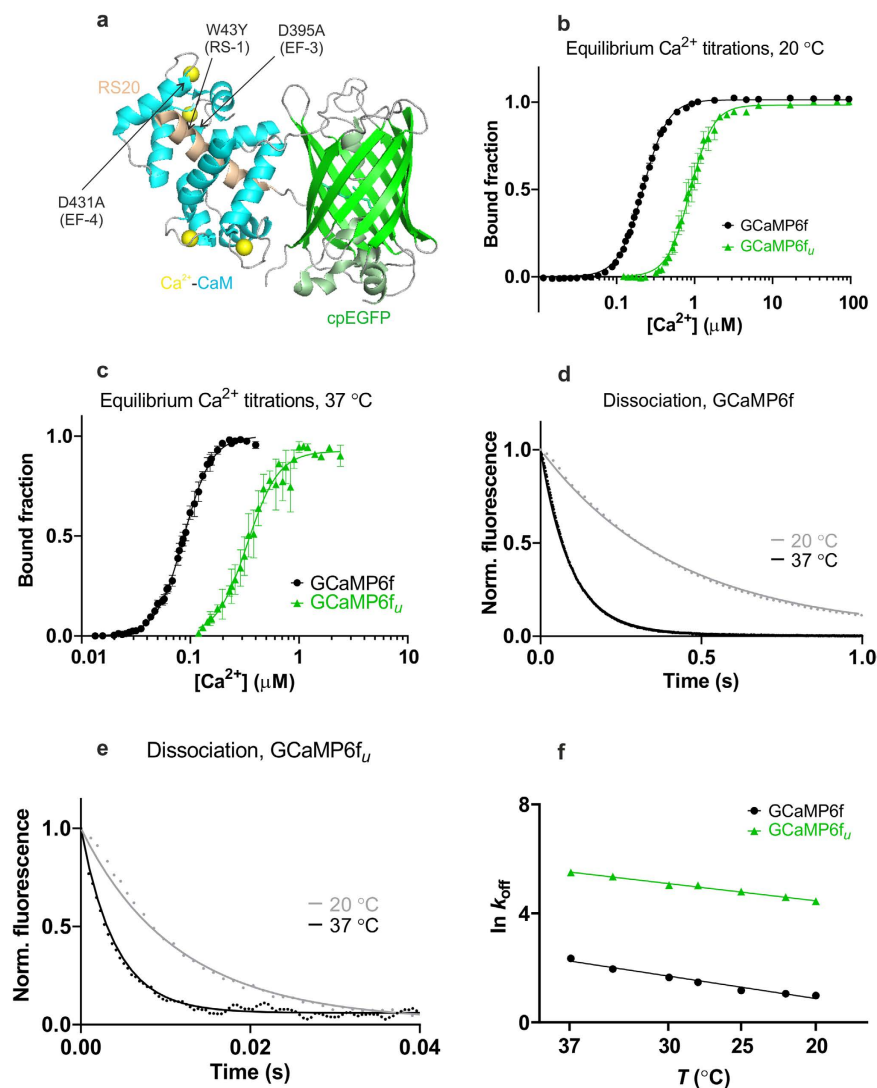 a
W43Y
(RS-1)
D395A
(EF-3)
RS20
D431A
(EF-4)
Ca²⁺-CaM
cpEGFP
b
Equilibrium Ca²⁺ titrations, 20 °C
Bound fraction
1.0
0.5
0.0
GCaMP6f
GCaMP6fᵤ
0.1
1
10
100
[Ca²⁺] (μM)
c
Equilibrium Ca²⁺ titrations, 37 °C
Bound fraction
1.0
0.5
0.0
GCaMP6f
GCaMP6fᵤ
0.01
0.1
1
10
[Ca²⁺] (μM)
d
Dissociation, GCaMP6f
Norm. fluorescence
1.0
0.5
0.0
20 °C
37 °C
0.0
0.5
1.0
Time (s)
e
Dissociation, GCaMP6fᵤ
Norm. fluorescence
1.0
0.5
0.0
20 °C
37 °C
0.00
0.02
0.04
Time (s)
f
ln k_off
8
4
0
GCaMP6f
GCaMP6fᵤ
37
30
25
20
T (°C)